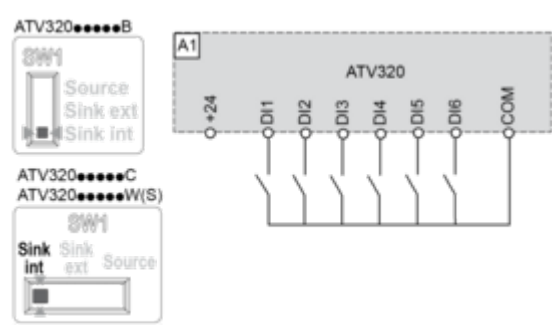 ATV320●●●●●B
SW1
Source
Sink ext
Sink int
ATV320●●●●●C
ATV320●●●●●W(S)
SW1
Sink int
Sink ext
Source
A1
ATV320
+24
DI1
DI2
DI3
DI4
DI5
DI6
COM